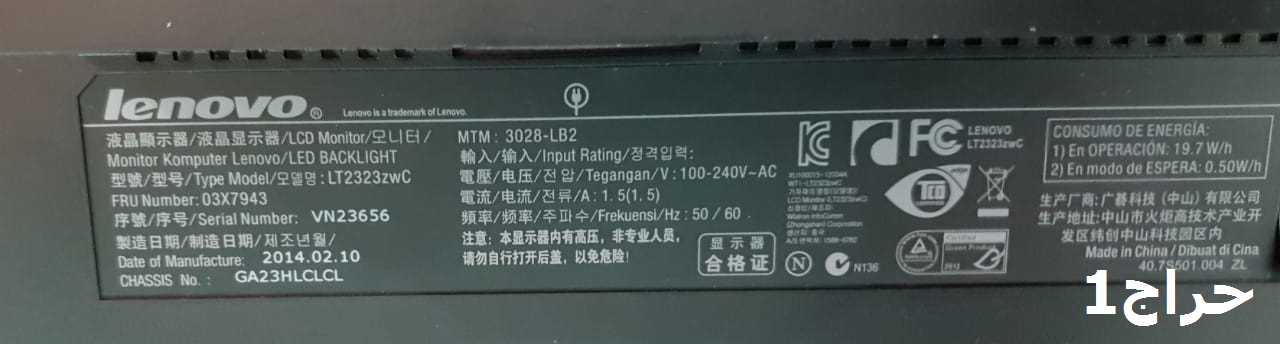 lenovo® Lenovo is a trademark of Lenovo.
液晶顯示器/液晶显示器/LCD Monitor/모니터/
Monitor Komputer Lenovo/LED BACKLIGHT
型號/型号/Type Model/모델명: LT2323zwC
FRU Number: 03X7943
序號/序号/Serial Number: VN23656
製造日期/制造日期/제조년월/
Date of Manufacture: 2014.02.10
CHASSIS No. : GA23HLCLCL
MTM : 3028-LB2
輸入/输入/Input Rating/정격입력:
電壓/电压/전압/Tegangan/V: 100-240V~AC
電流/电流/전류/A: 1.5(1.5)
頻率/频率/주파수/Frekuensi/Hz: 50/60
注意: 本显示器内有高压，非专业人员，
请勿自行打开后盖，以免危险!
显示器
合格证
FC LENOVO
LT2323zwC
TCO
N
N136
CONSUMO DE ENERGÍA:
1) En OPERACIÓN: 19.7 W/h
2) En modo de ESPERA: 0.50W/h
生产厂商: 广碁科技（中山）有限公司
生产地址: 中山市火炬高技术产业开
发区纬创中山科技园区内
Made in China / Dibuat di Cina
40.7S501.004 ZL
حراج1